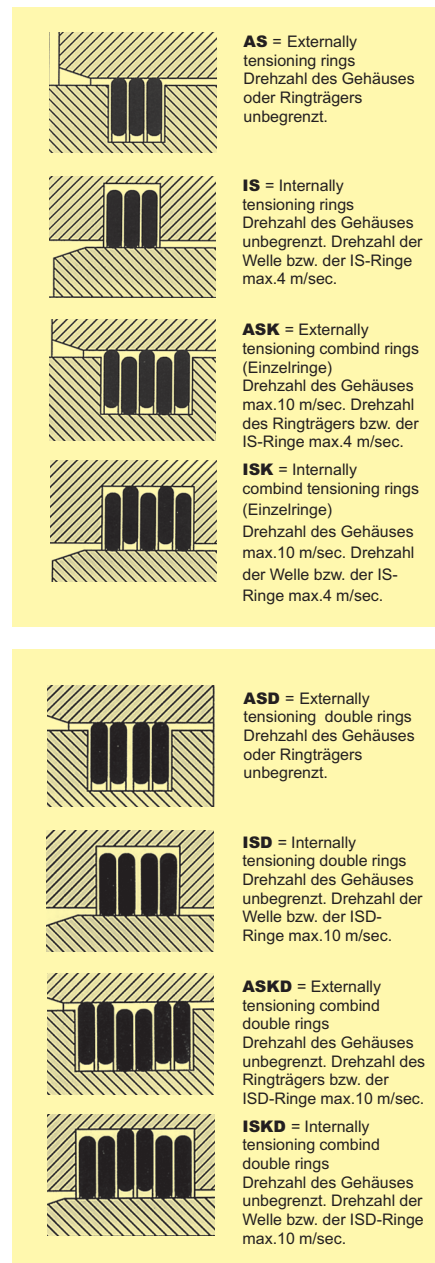 AS = Externally
tensioning rings
Drehzahl des Gehäuses
oder Ringträgers
unbegrenzt.
IS = Internally
tensioning rings
Drehzahl des Gehäuses
unbegrenzt. Drehzahl der
Welle bzw. der IS-Ringe
max.4 m/sec.
ASK = Externally
tensioning combind rings
(Einzelringe)
Drehzahl des Gehäuses
max.10 m/sec. Drehzahl
des Ringträgers bzw. der
IS-Ringe max.4 m/sec.
ISK = Internally
combind tensioning rings
(Einzelringe)
Drehzahl des Gehäuses
max.10 m/sec. Drehzahl
der Welle bzw. der IS-
Ringe max.4 m/sec.
ASD = Externally
tensioning double rings
Drehzahl des Gehäuses
oder Ringträgers
unbegrenzt.
ISD = Internally
tensioning double rings
Drehzahl des Gehäuses
unbegrenzt. Drehzahl der
Welle bzw. der ISD-
Ringe max.10 m/sec.
ASKD = Externally
tensioning combind
double rings
Drehzahl des Gehäuses
unbegrenzt. Drehzahl des
Ringträgers bzw. der
ISD-Ringe max.10 m/sec.
ISKD = Internally
tensioning combind
double rings
Drehzahl des Gehäuses
unbegrenzt. Drehzahl der
Welle bzw. der ISD-Ringe
max.10 m/sec.